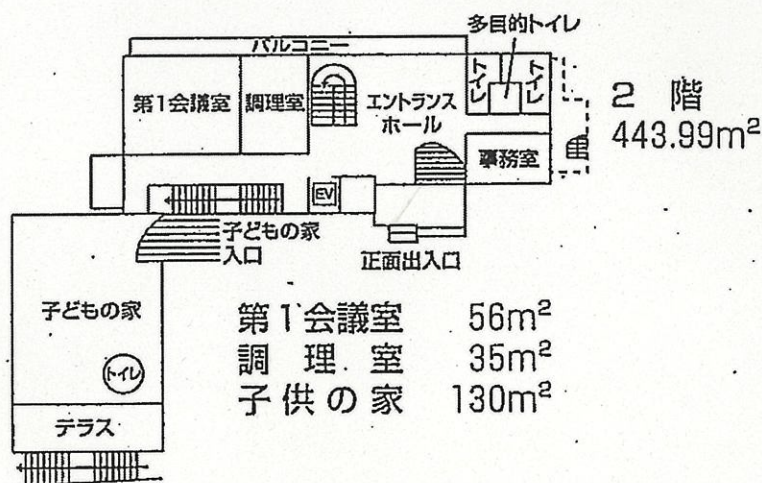 多目的トイレ
バルコニー
トイレ
トイレ
第1会議室
調理室
エントランス
ホール
2 階
443.99m²
事務室
EV
子どもの家
入口
正面出入口
子どもの家
第1会議室 56m²
調理室 35m²
子供の家 130m²
トイレ
テラス